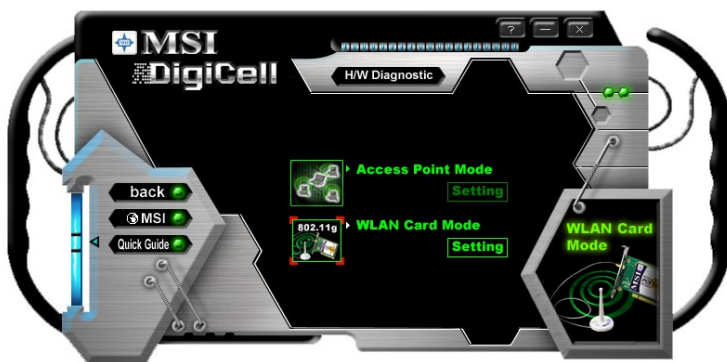 MSI
DigiCell
?
H/W Diagnostic
Access Point Mode
Setting
802.11g
WLAN Card Mode
Setting
back
MSI
Quick Guide
WLAN Card
Mode
MSI